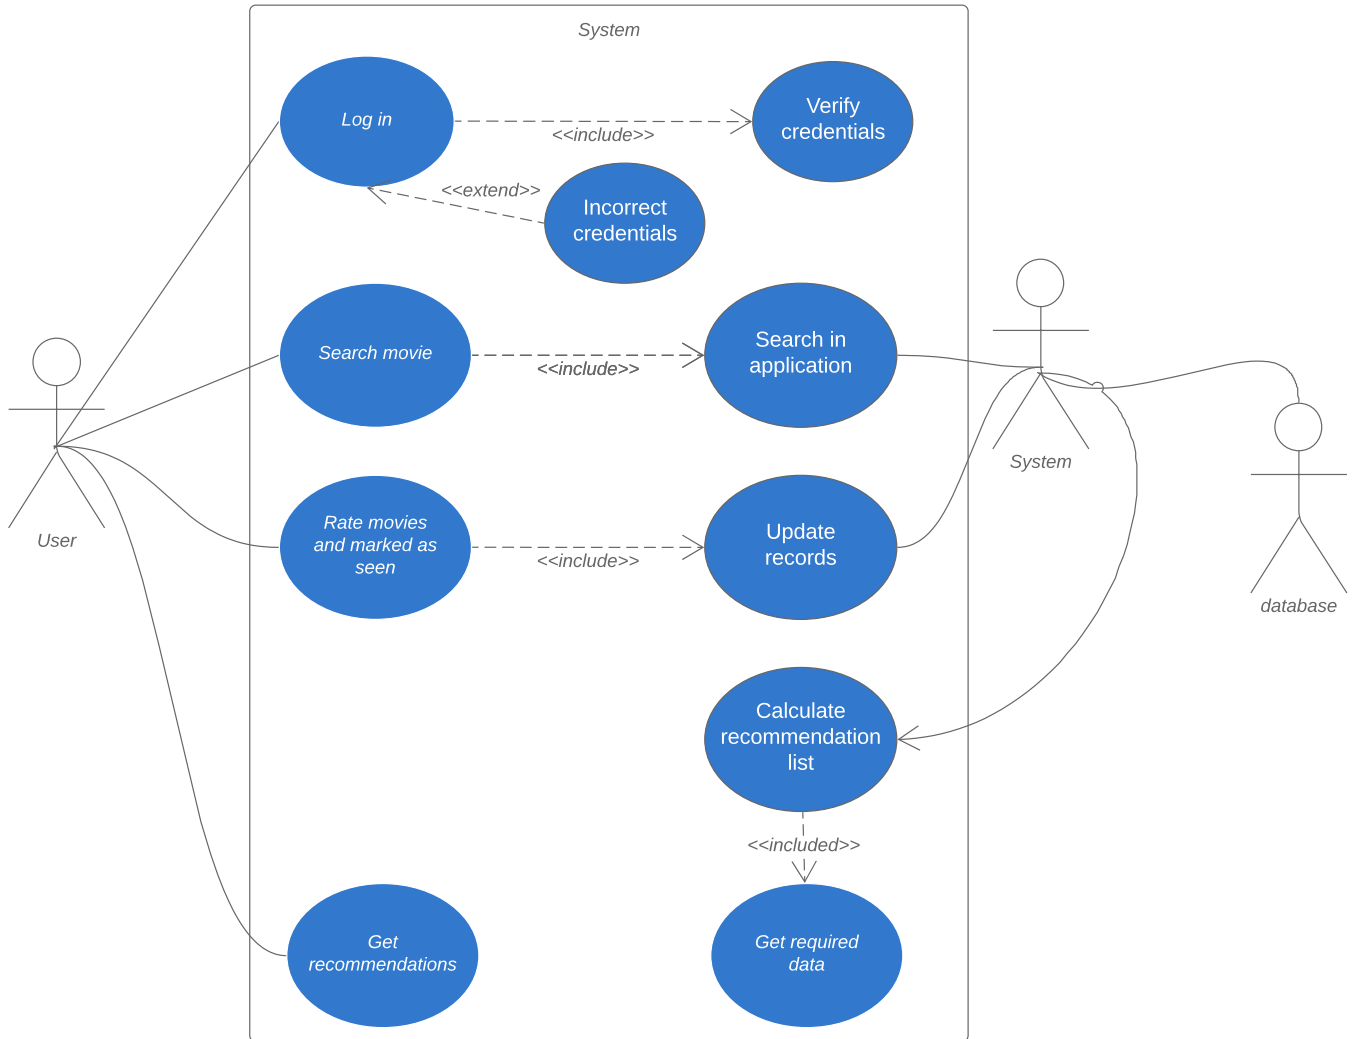 System
Log in
<<include>>
Verify
credentials
<<extend>>
Incorrect
credentials
Search movie
<<include>>
Search in
application
System
User
Rate movies
and marked as
seen
<<include>>
Update
records
database
Calculate
recommendation
list
<<included>>
Get
recommendations
Get required
data